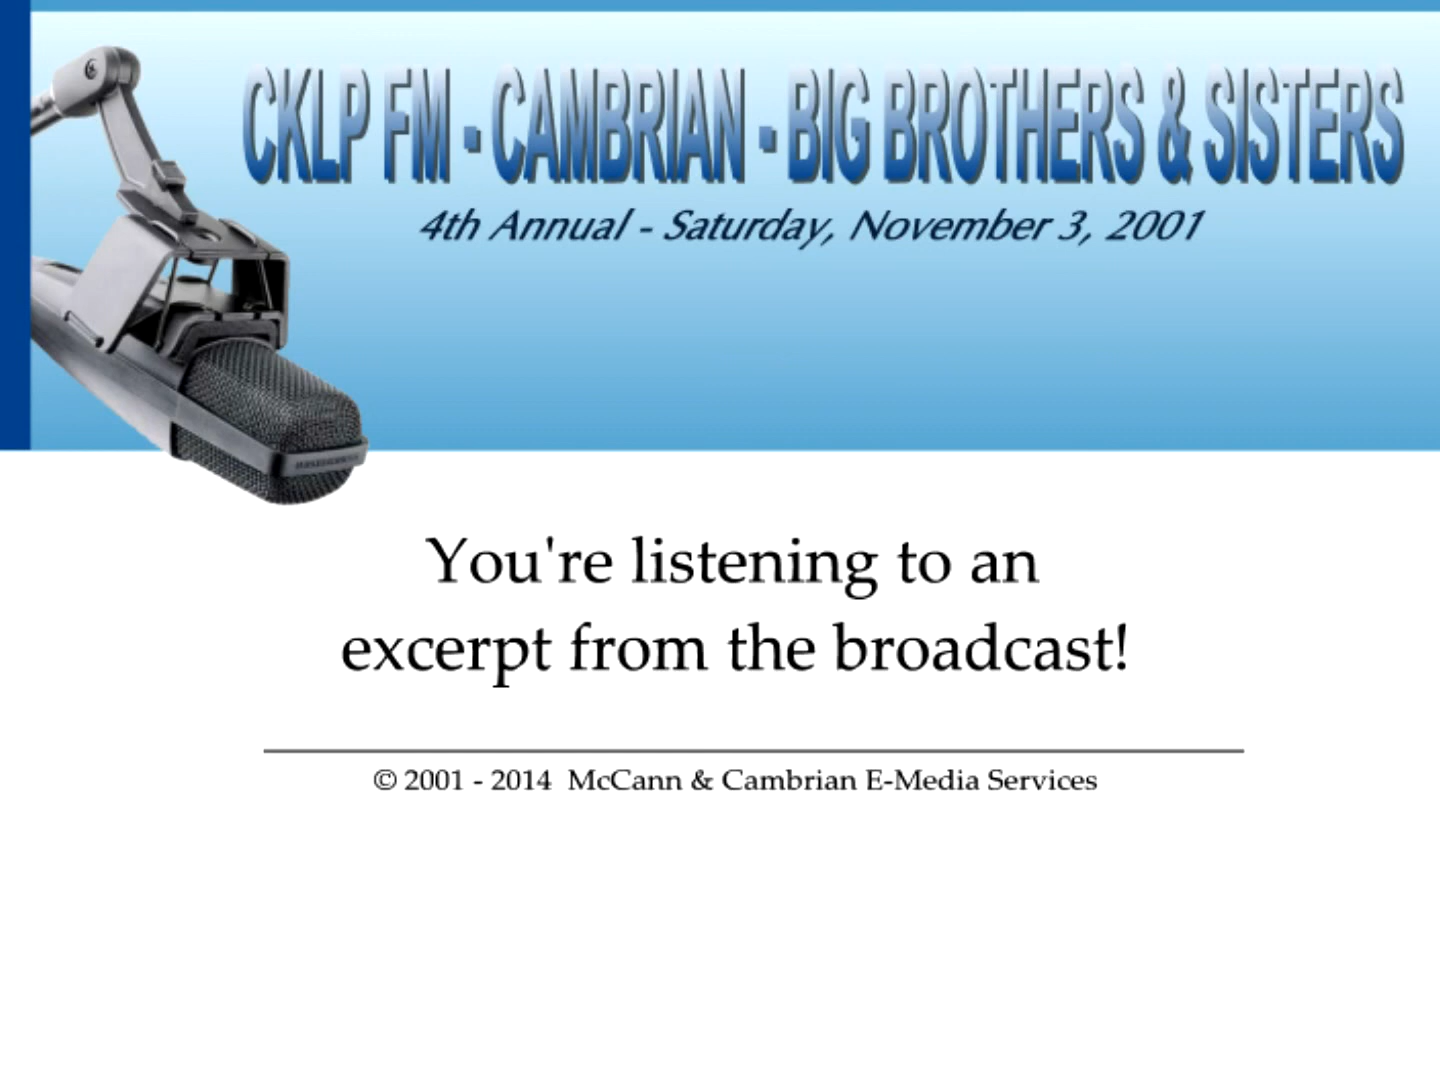 CKLP FM - CAMBRIAN - BIG BROTHERS & SISTERS
4th Annual - Saturday, November 3, 2001
You're listening to an
excerpt from the broadcast!
© 2001 - 2014 McCann & Cambrian E-Media Services